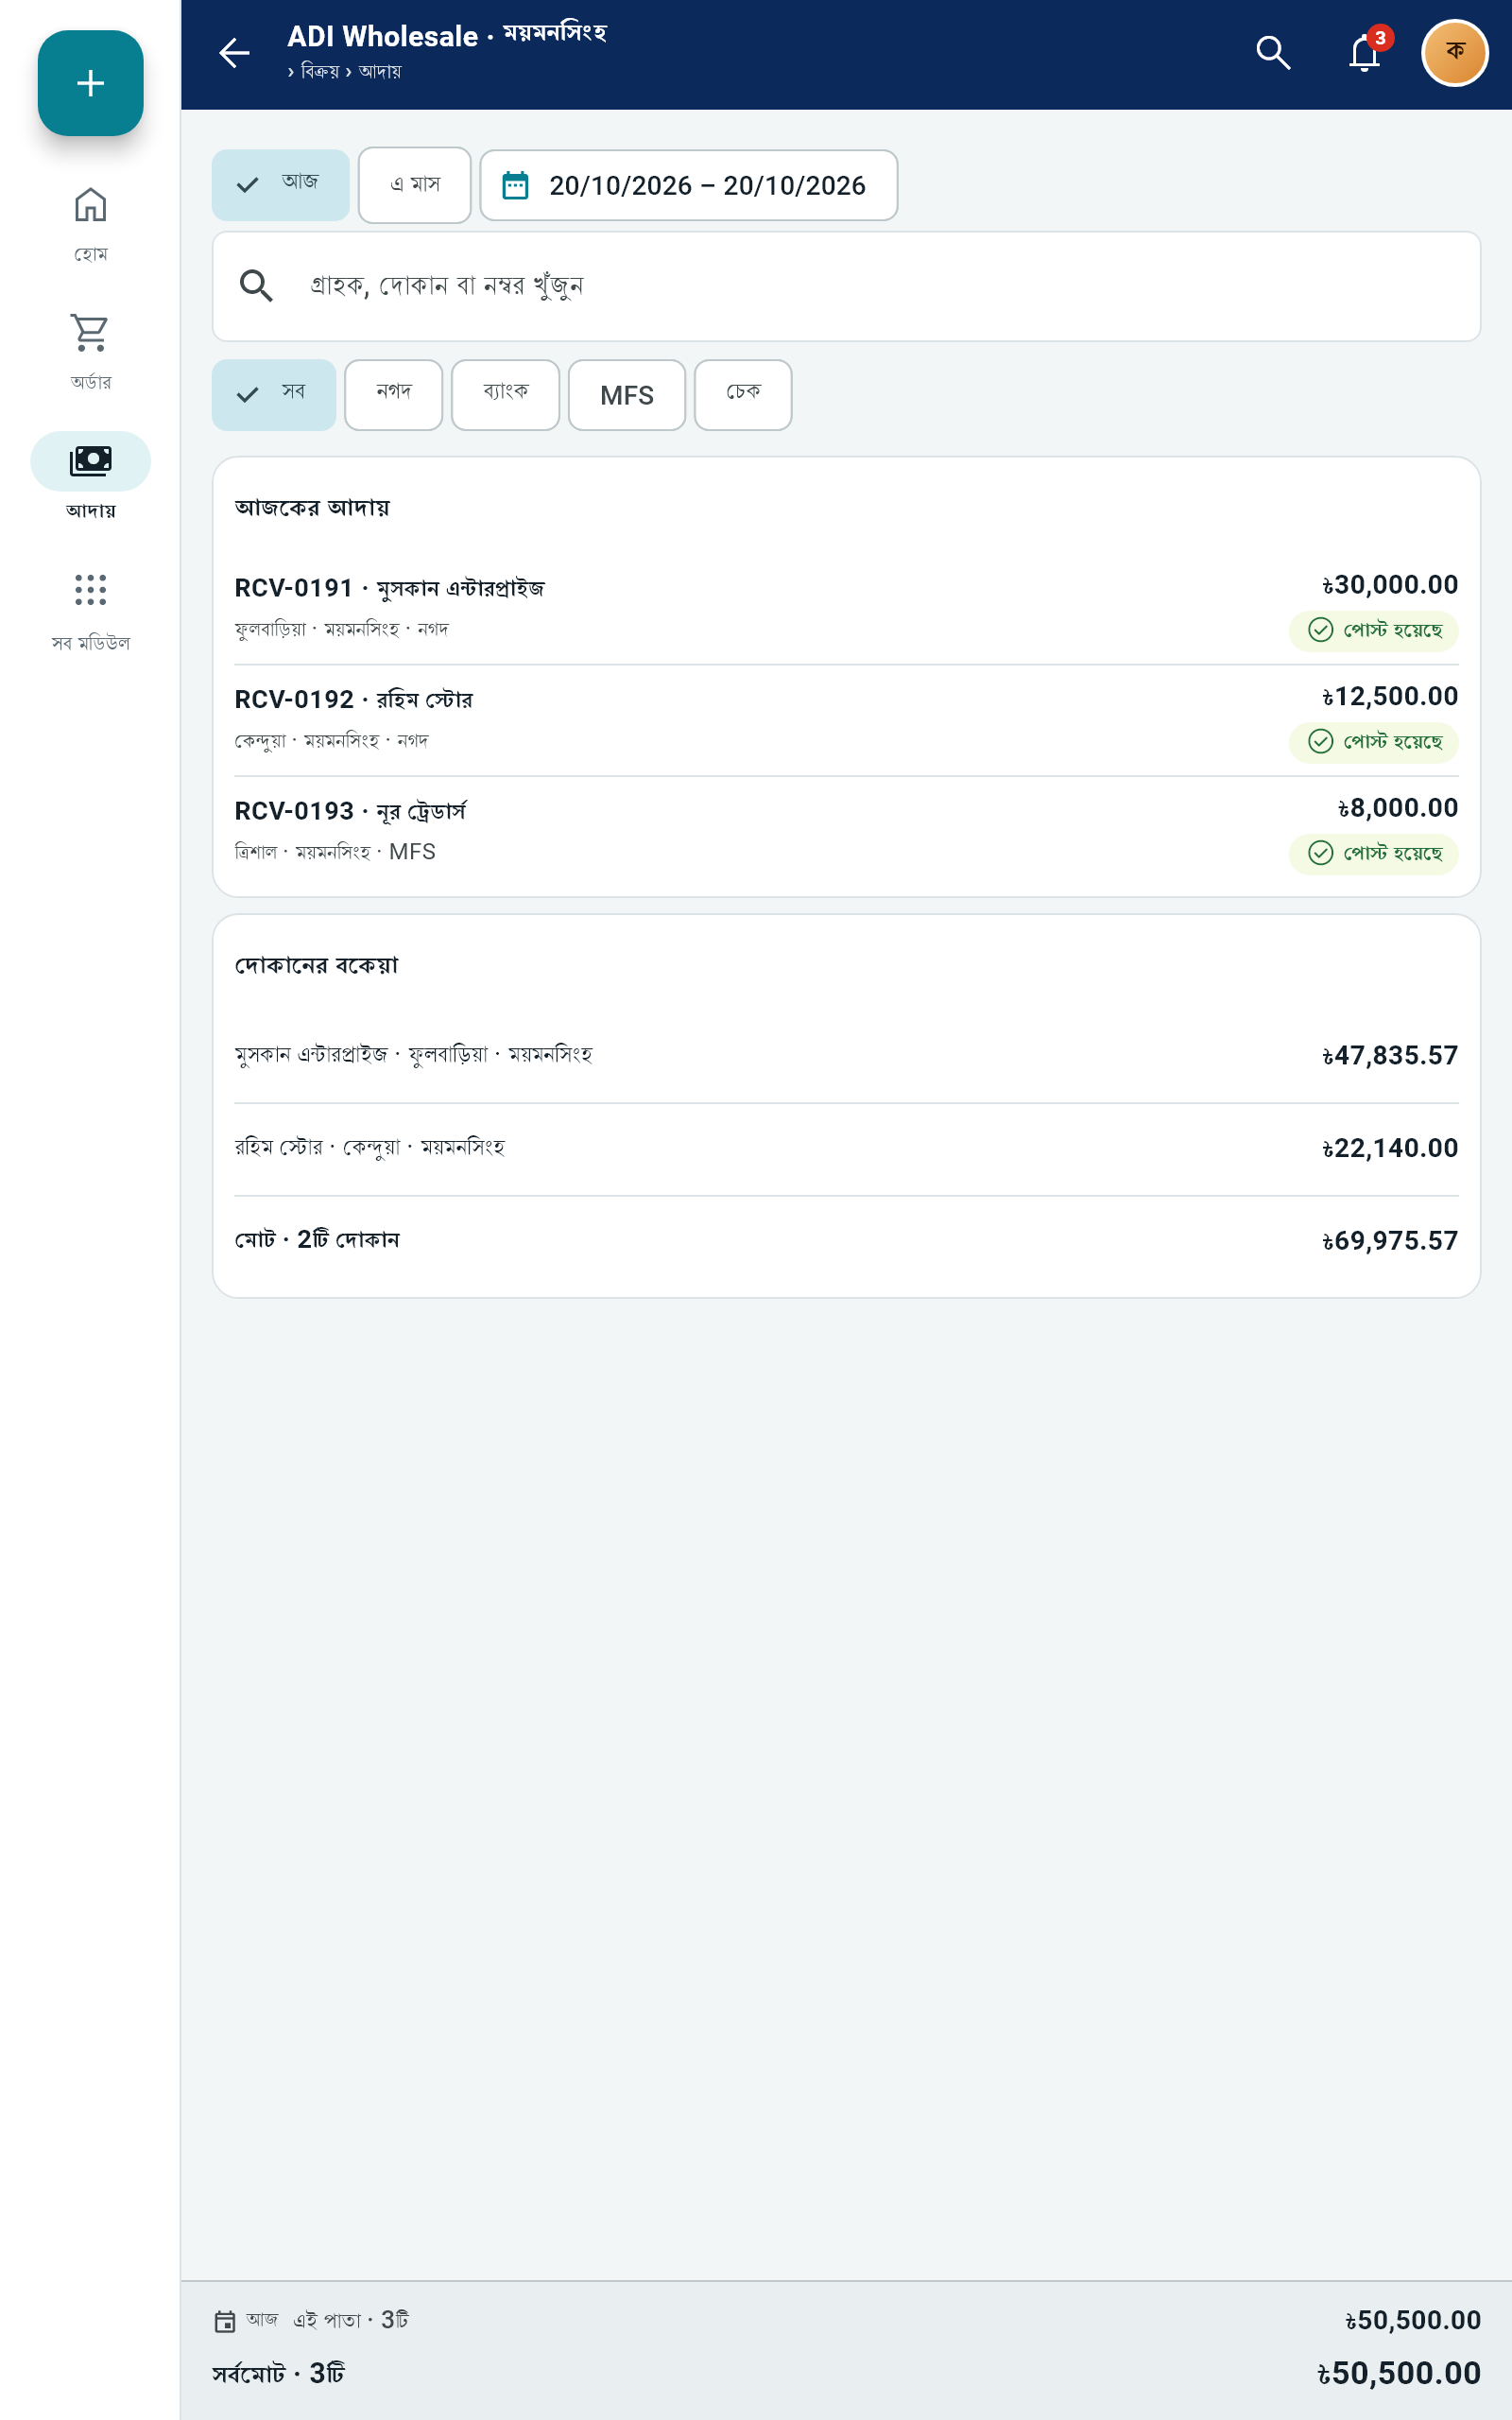 ADI Wholesale · ময়মনসিংহ
› বিক্রয় › আদায়
3
ক
হোম
অর্ডার
আদায়
সব মডিউল
আজ
এ মাস
20/10/2026 – 20/10/2026
গ্রাহক, দোকান বা নম্বর খুঁজুন
সব
নগদ
ব্যাংক
MFS
চেক
আজকের আদায়
RCV-0191 · মুসকান এন্টারপ্রাইজ
৳30,000.00
ফুলবাড়িয়া · ময়মনসিংহ · নগদ
পোস্ট হয়েছে
RCV-0192 · রহিম স্টোর
৳12,500.00
কেন্দুয়া · ময়মনসিংহ · নগদ
পোস্ট হয়েছে
RCV-0193 · নূর ট্রেডার্স
৳8,000.00
ত্রিশাল · ময়মনসিংহ · MFS
পোস্ট হয়েছে
দোকানের বকেয়া
মুসকান এন্টারপ্রাইজ · ফুলবাড়িয়া · ময়মনসিংহ
৳47,835.57
রহিম স্টোর · কেন্দুয়া · ময়মনসিংহ
৳22,140.00
মোট · 2টি দোকান
৳69,975.57
আজ এই পাতা · 3টি
৳50,500.00
সর্বমোট · 3টি
৳50,500.00